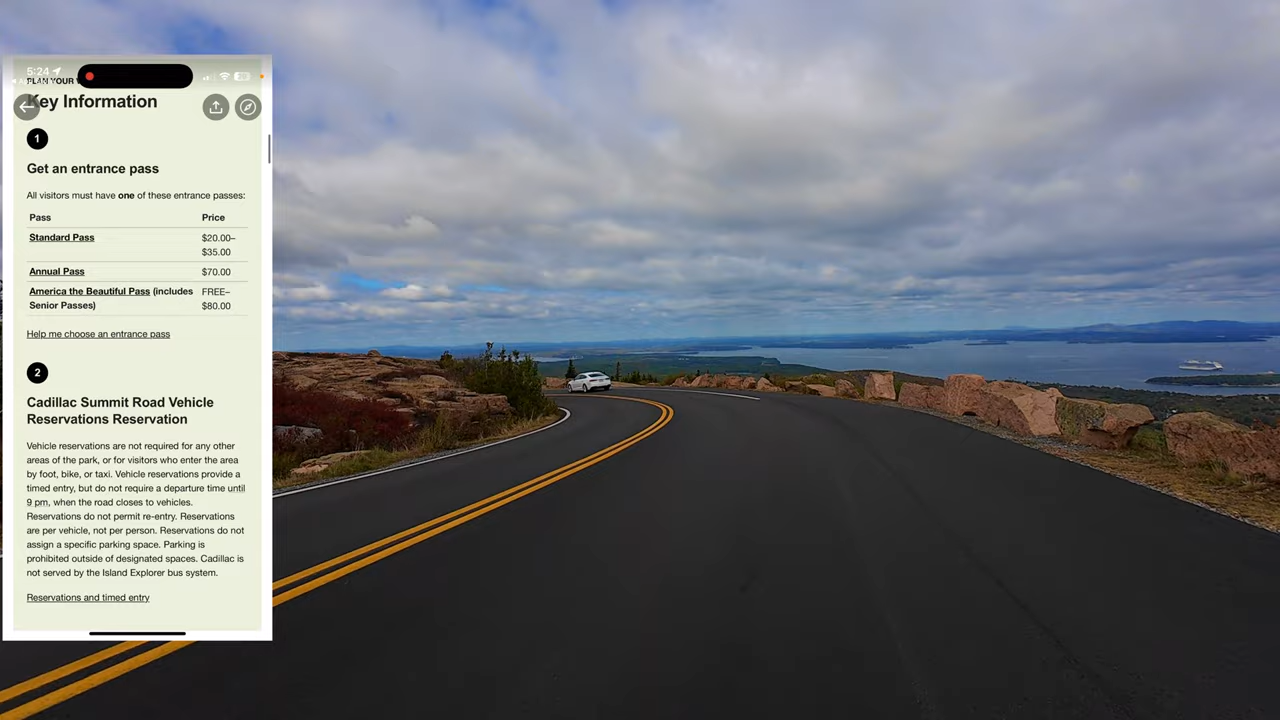 5:24
PLAN YOUR
Key Information
1
Get an entrance pass
All visitors must have one of these entrance passes:
Pass Price
Standard Pass $20.00–
$35.00
Annual Pass $70.00
America the Beautiful Pass (includes FREE–
Senior Passes) $80.00
Help me choose an entrance pass
2
Cadillac Summit Road Vehicle
Reservations Reservation
Vehicle reservations are not required for any other
areas of the park, or for visitors who enter the area
by foot, bike, or taxi. Vehicle reservations provide a
timed entry, but do not require a departure time until
9 pm, when the road closes to vehicles.
Reservations do not permit re-entry. Reservations
are per vehicle, not per person. Reservations do not
assign a specific parking space. Parking is
prohibited outside of designated spaces. Cadillac is
not served by the Island Explorer bus system.
Reservations and timed entry